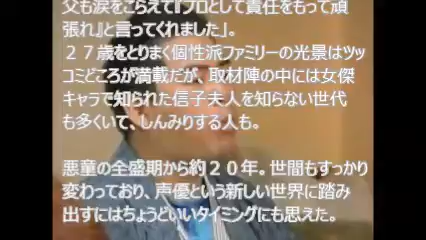 父も涙をこらえて『プロとして責任をもって頑
張れ』と言ってくれました」。
２７歳をとりまく個性派ファミリーの光景はツッ
コミどころが満載だが、取材陣の中には女傑
キャラで知られた信子夫人を知らない世代
も多くいて、しんみりする人も。
悪童の全盛期から約２０年。世間もすっかり
変わっており、声優という新しい世界に踏み
出すにはちょうどいいタイミングにも思えた。